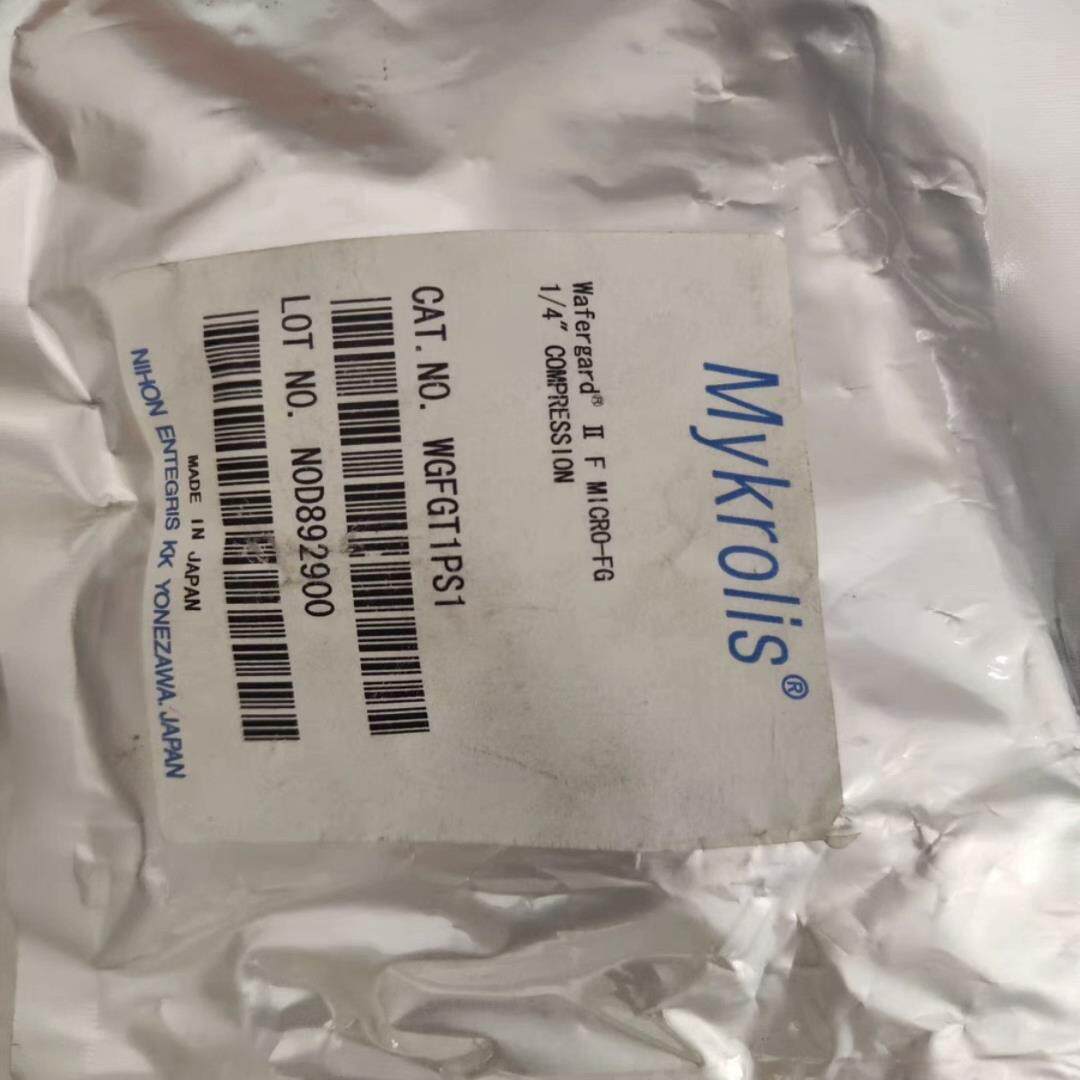 Mykrolis®
Wafergard® Ⅱ F MICRO-FG
1/4" COMPRESSION
CAT. NO. WGFGT1PS1
LOT NO. NOD892900
MADE IN JAPAN
NIHON ENTEGRIS KK YONEZAWA. JAPAN